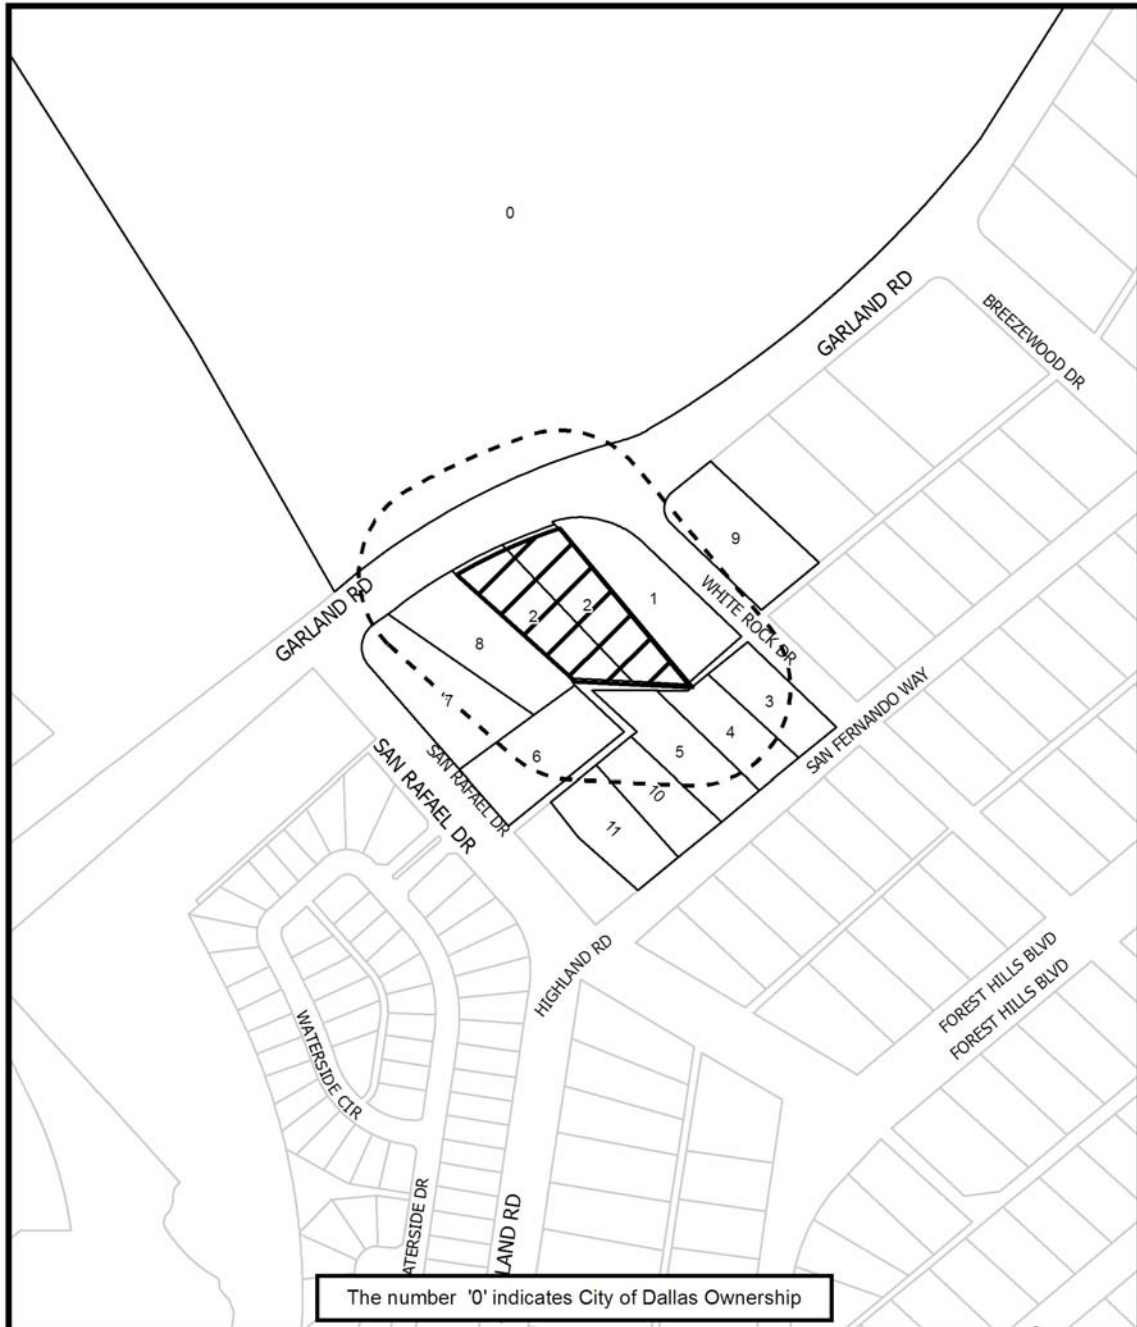 0
GARLAND RD
BREEZEWOOD DR
9
GARLAND RD
1
2
2
WHITE ROCK DR
8
7
3
4
5
6
SAN FERNANDO WAY
SAN RAFAEL DR
SAN RAFAEL DR
10
11
HIGHLAND RD
FOREST HILLS BLVD
FOREST HILLS BLVD
WATERSIDE CIR
ATERSIDE DR
LAND RD
The number '0' indicates City of Dallas Ownership